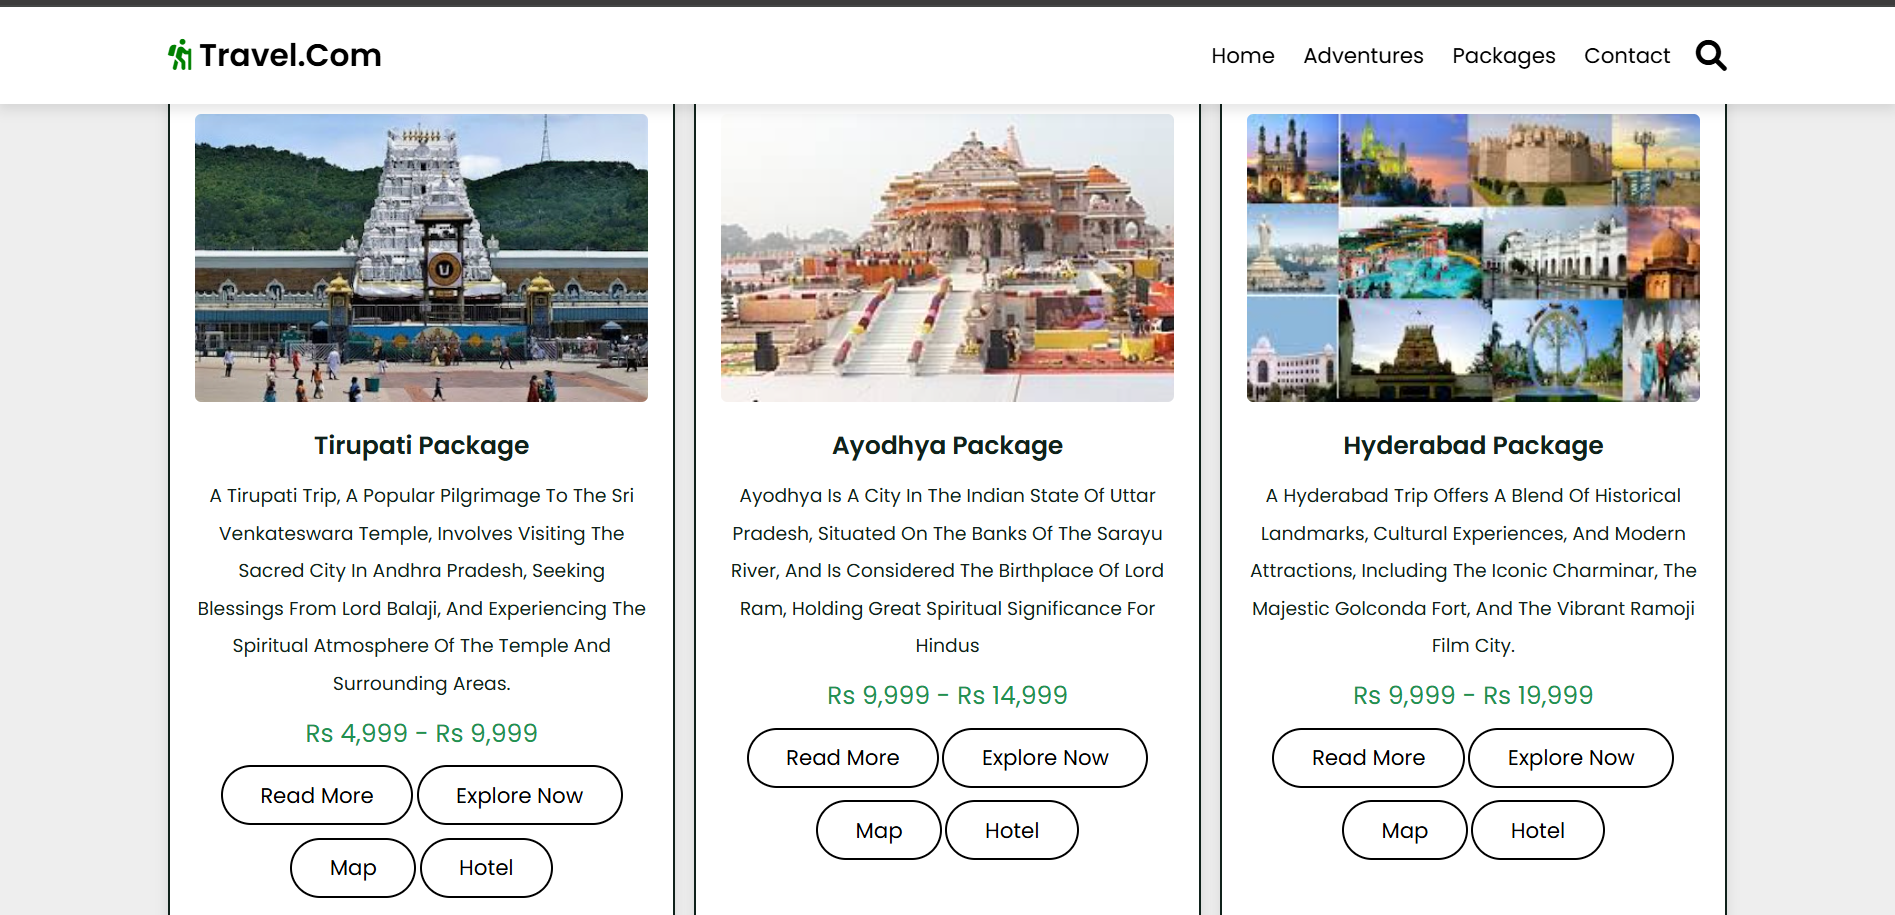 Travel.Com
Home Adventures Packages Contact
Tirupati Package
A Tirupati Trip, A Popular Pilgrimage To The Sri
Venkateswara Temple, Involves Visiting The
Sacred City In Andhra Pradesh, Seeking
Blessings From Lord Balaji, And Experiencing The
Spiritual Atmosphere Of The Temple And
Surrounding Areas.
Rs 4,999 - Rs 9,999
Read More Explore Now
Map Hotel
Ayodhya Package
Ayodhya Is A City In The Indian State Of Uttar
Pradesh, Situated On The Banks Of The Sarayu
River, And Is Considered The Birthplace Of Lord
Ram, Holding Great Spiritual Significance For
Hindus
Rs 9,999 - Rs 14,999
Read More Explore Now
Map Hotel
Hyderabad Package
A Hyderabad Trip Offers A Blend Of Historical
Landmarks, Cultural Experiences, And Modern
Attractions, Including The Iconic Charminar, The
Majestic Golconda Fort, And The Vibrant Ramoji
Film City.
Rs 9,999 - Rs 19,999
Read More Explore Now
Map Hotel